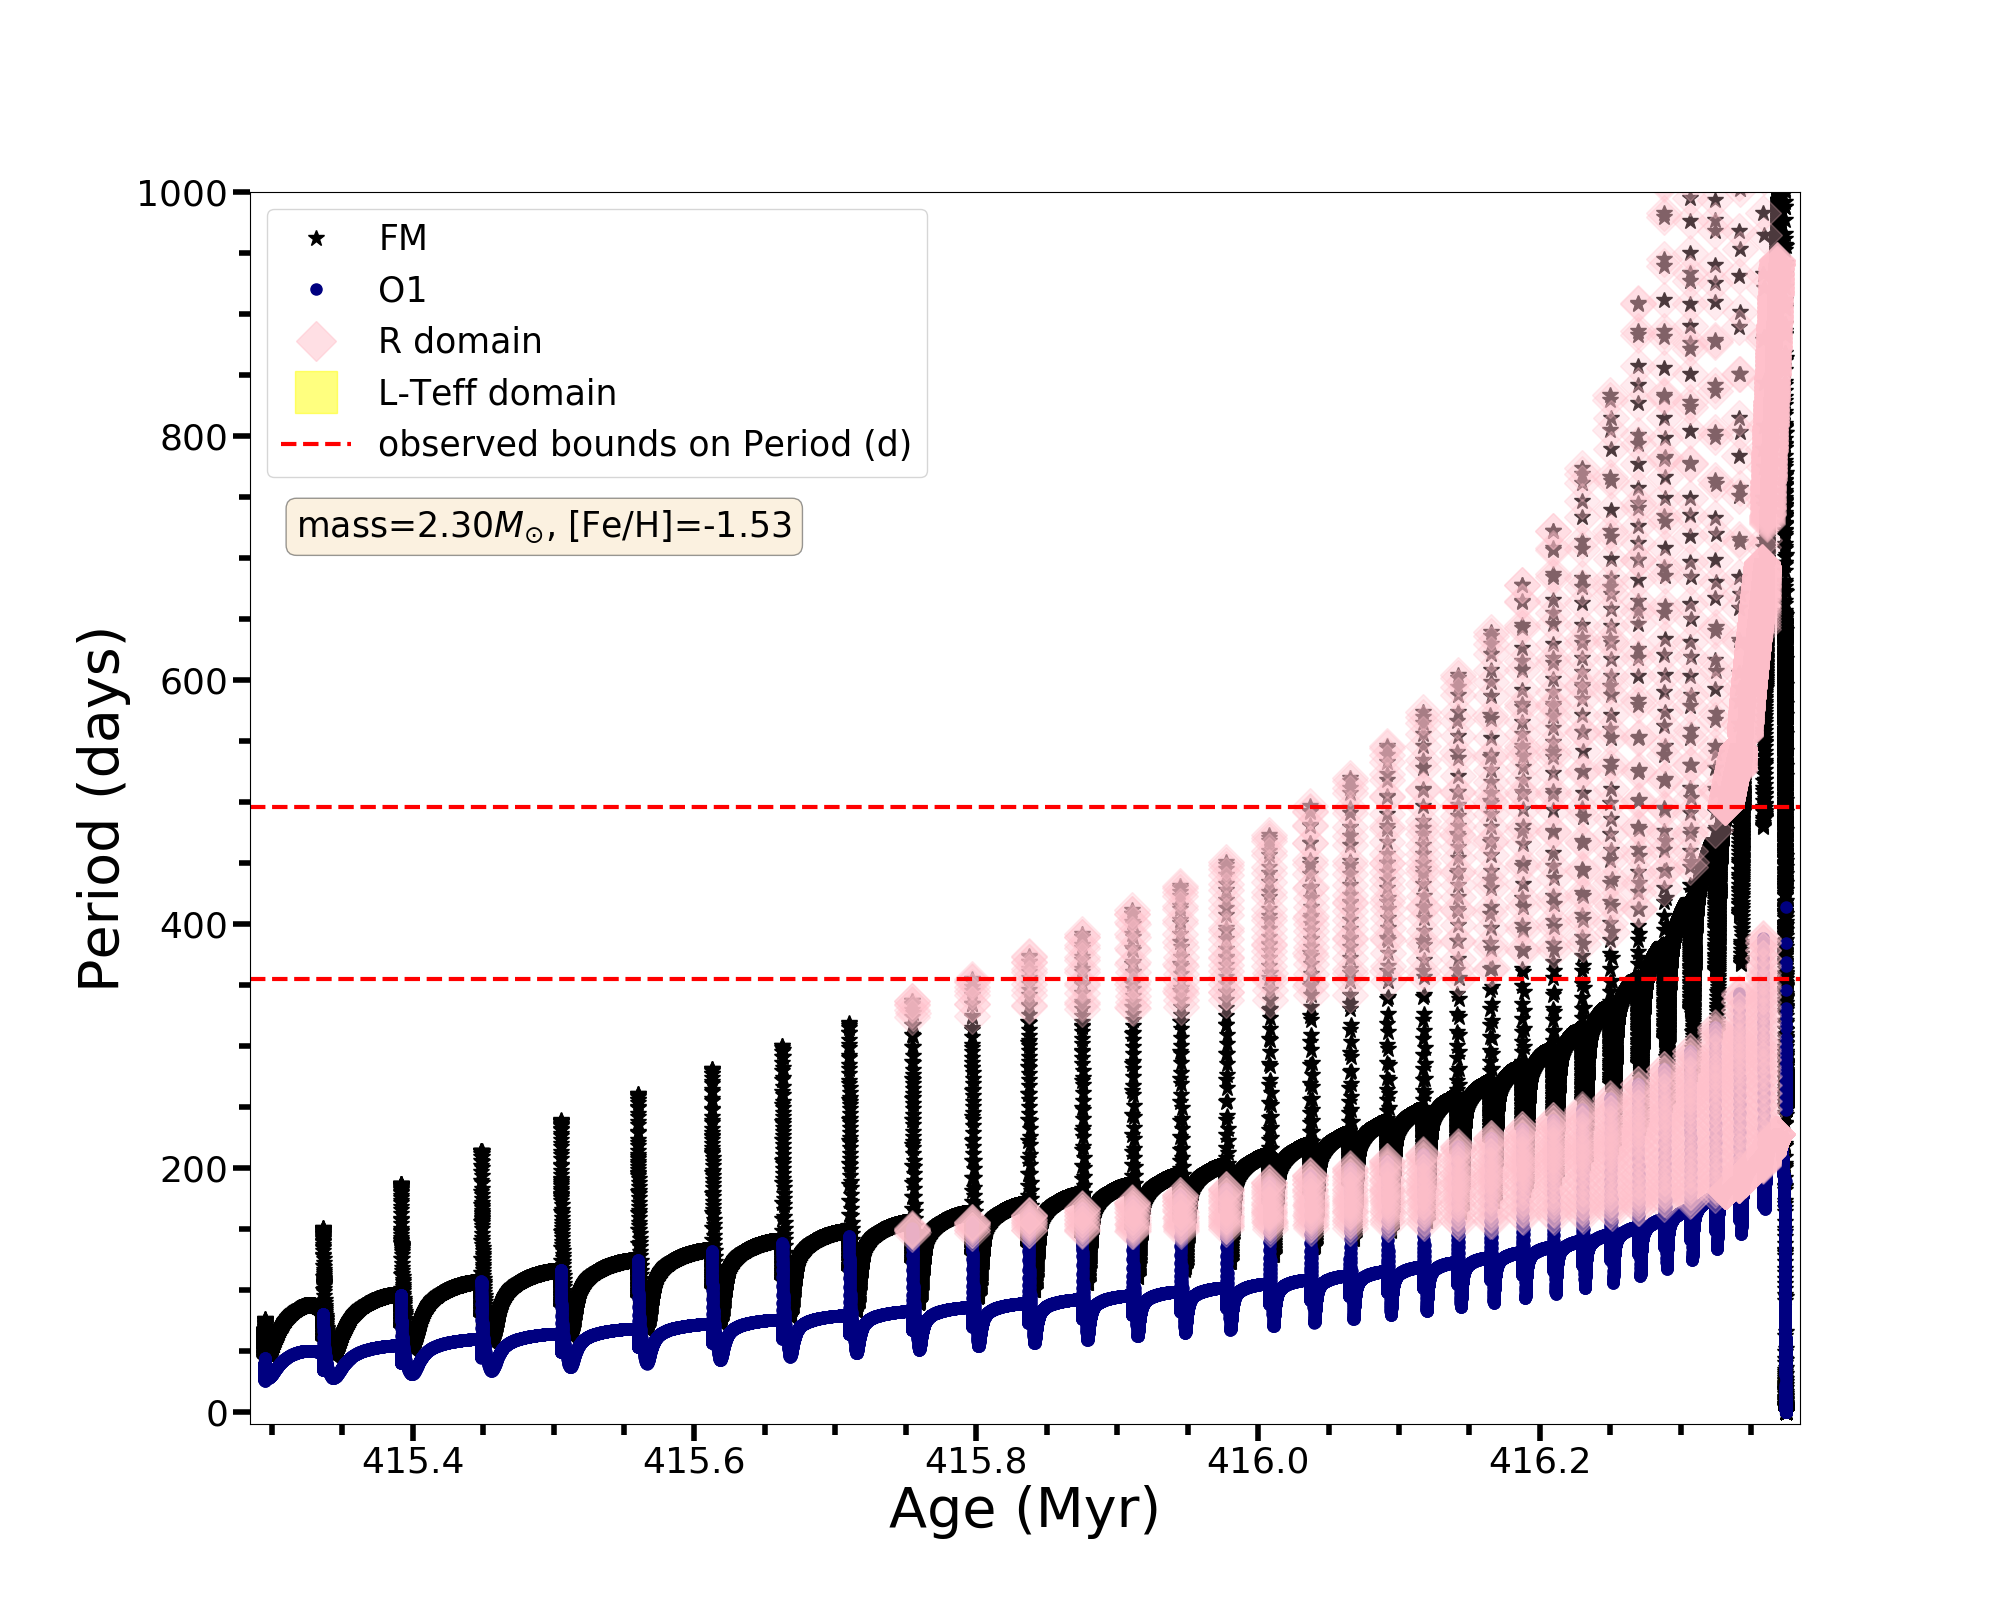 1000
800
600
400
200
0
Period (days)
FM
O1
R domain
L-Teff domain
observed bounds on Period (d)
mass=2.30M⊙, [Fe/H]=-1.53
415.4 415.6 415.8 416.0 416.2
Age (Myr)